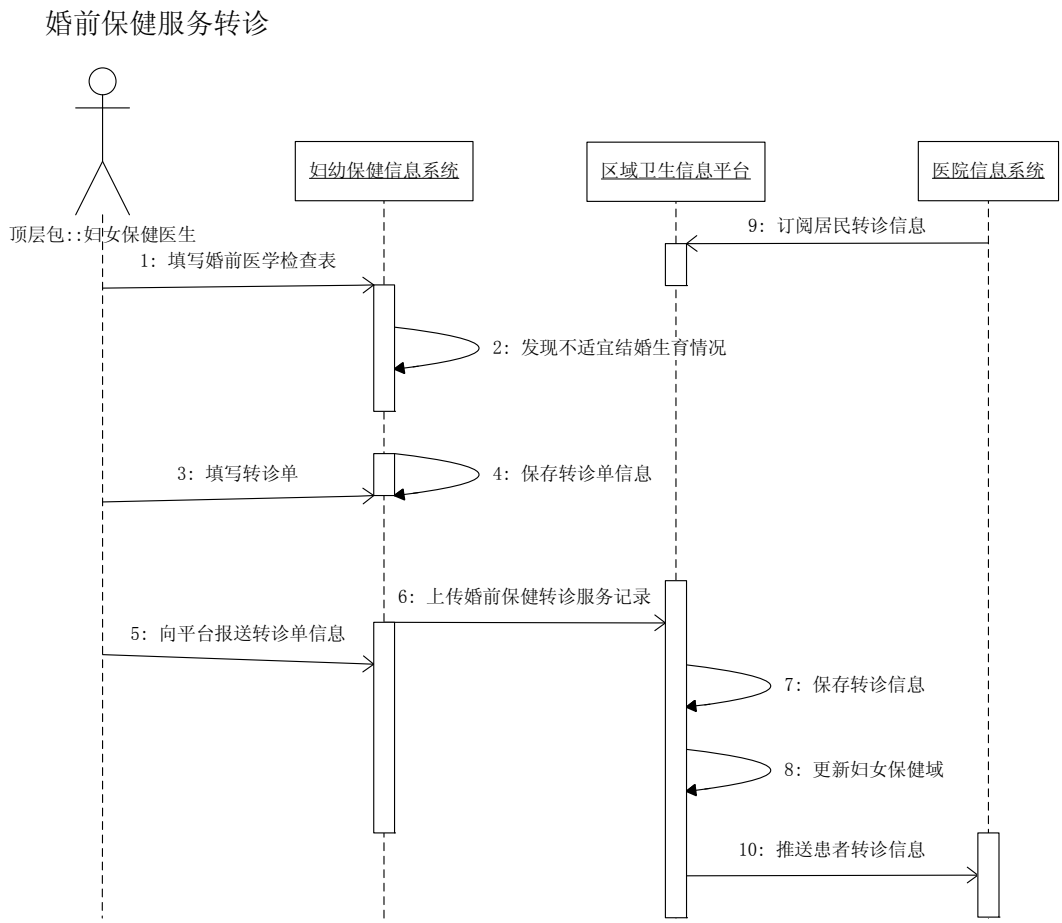 婚前保健服务转诊
妇幼保健信息系统
区域卫生信息平台
医院信息系统
顶层包::妇女保健医生
9: 订阅居民转诊信息
1: 填写婚前医学检查表
2: 发现不适宜结婚生育情况
3: 填写转诊单
4: 保存转诊单信息
6: 上传婚前保健转诊服务记录
5: 向平台报送转诊单信息
7: 保存转诊信息
8: 更新妇女保健域
10: 推送患者转诊信息